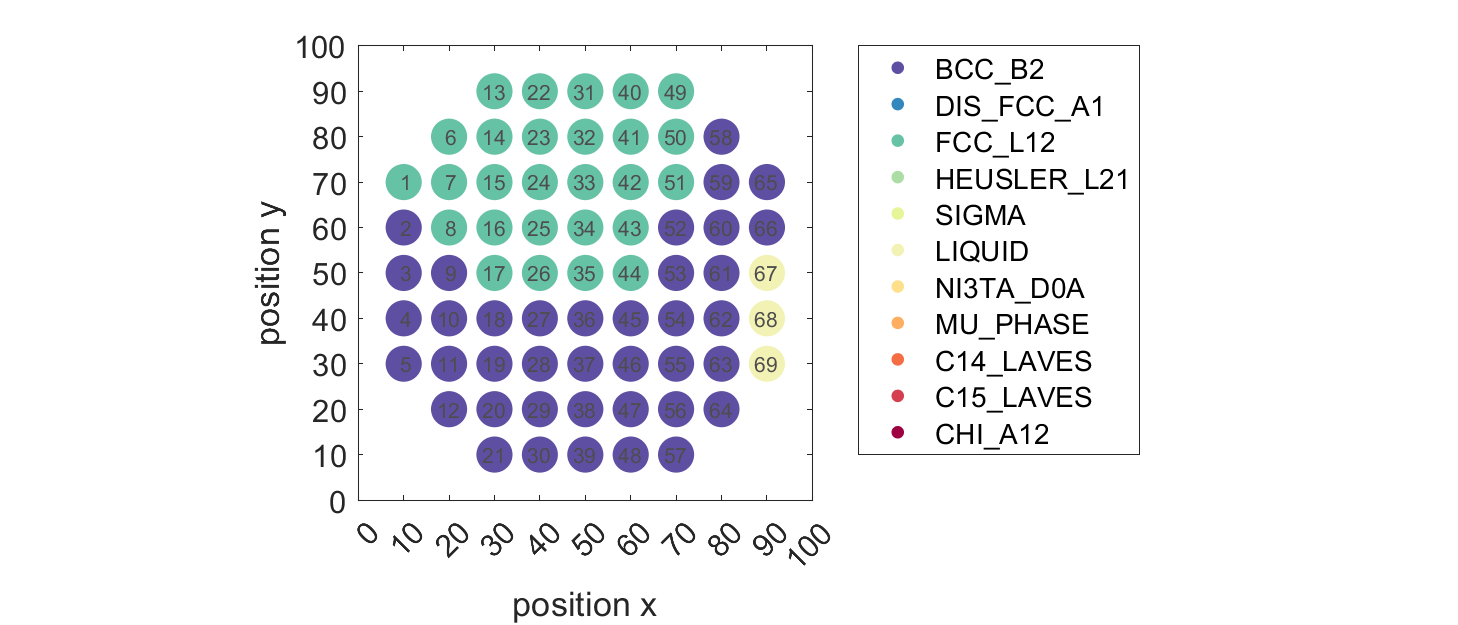 100
90
80
70
60
50
40
30
20
10
0
position y
13 22 31 40 49
6 14 23 32 41 50 58
1 7 15 24 33 42 51 59 65
2 8 16 25 34 43 52 60 66
3 9 17 26 35 44 53 61 67
4 10 18 27 36 45 54 62 68
5 11 19 28 37 46 55 63 69
12 20 29 38 47 56 64
21 30 39 48 57
0 10 20 30 40 50 60 70 80 90 100
position x
BCC_B2
DIS_FCC_A1
FCC_L12
HEUSLER_L21
SIGMA
LIQUID
NI3TA_D0A
MU_PHASE
C14_LAVES
C15_LAVES
CHI_A12